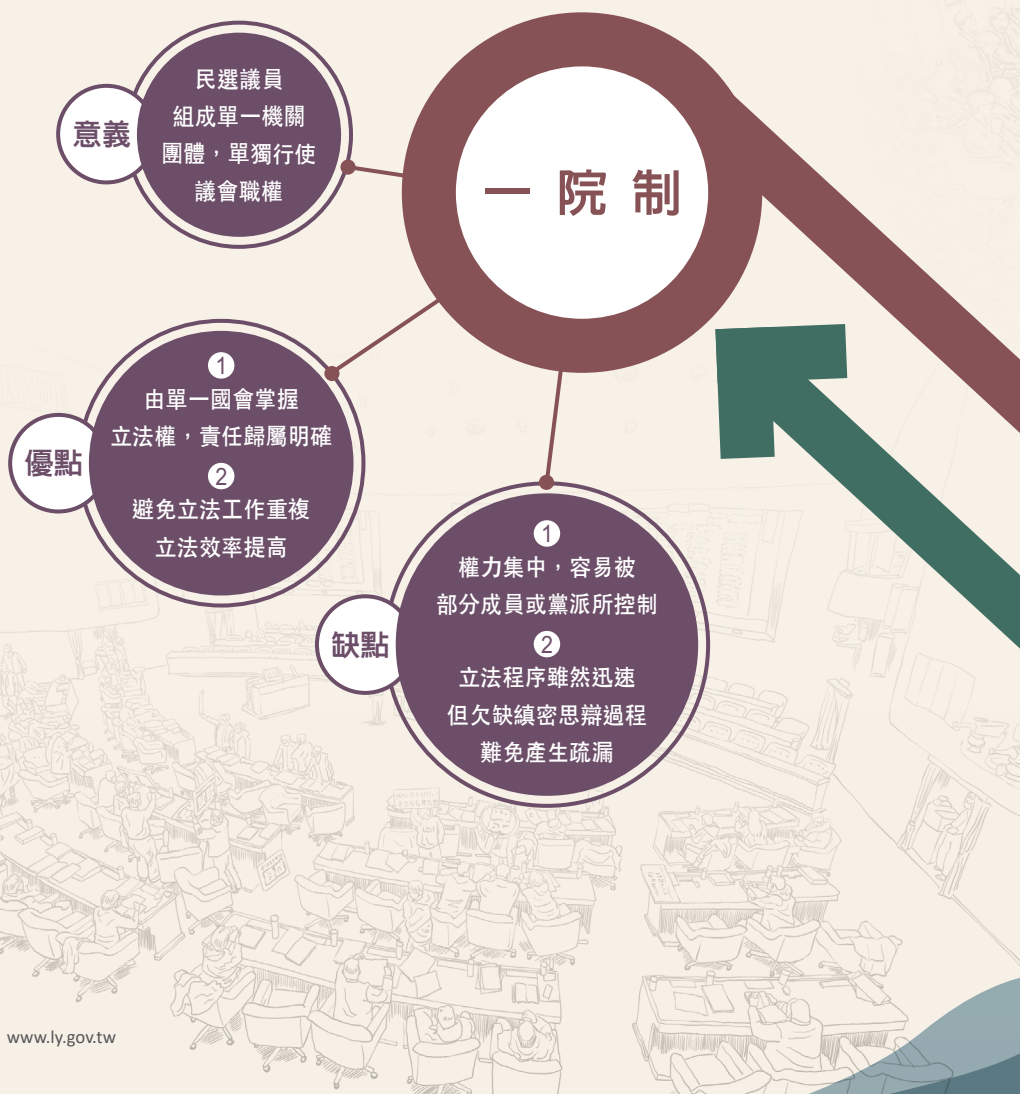 一院制
意義
民選議員
組成單一機關
團體，單獨行使
議會職權
優點
1
由單一國會掌握
立法權，責任歸屬明確
2
避免立法工作重複
立法效率提高
缺點
1
權力集中，容易被
部分成員或黨派所控制
2
立法程序雖然迅速
但欠缺縝密思辯過程
難免產生疏漏
www.ly.gov.tw